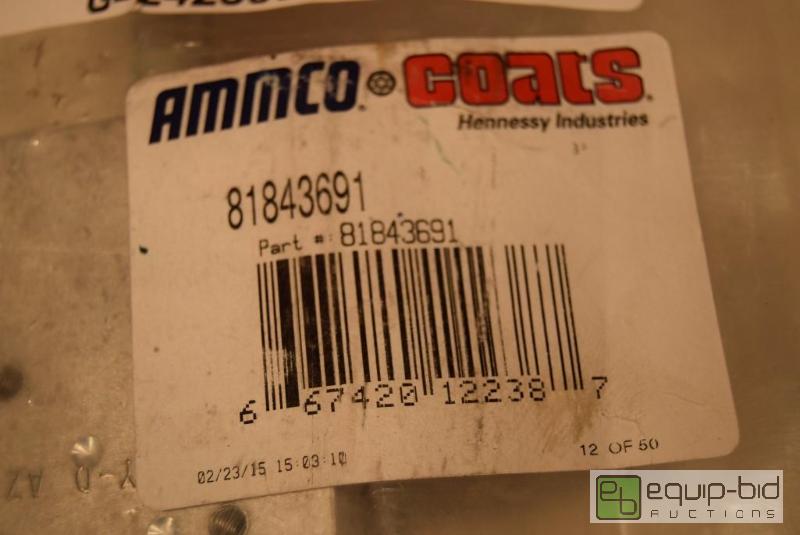 AMMCO. COATS.
Hennessy Industries
81843691
Part #: 81843691
6 67420 12238 7
02/23/15 15:03:10
12 OF 50
eb equip-bid
AUCTIONS